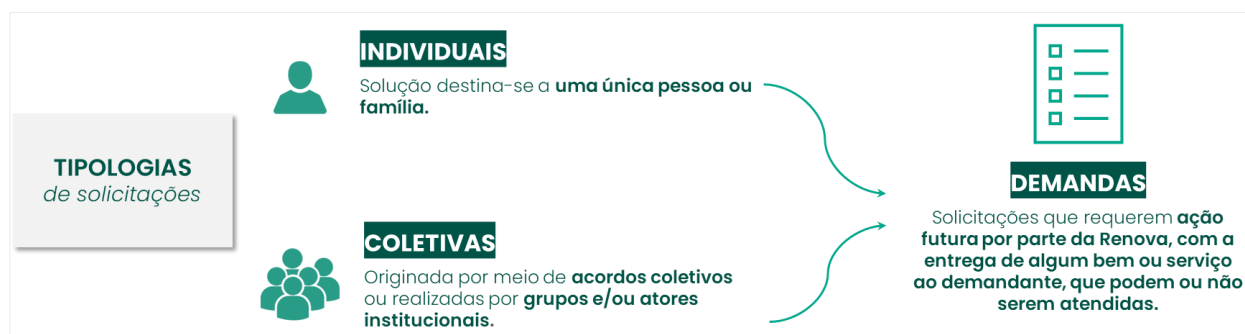 TIPOLOGIAS
de solicitações
INDIVIDUAIS
Solução destina-se a uma única pessoa ou
família.
COLETIVAS
Originada por meio de acordos coletivos
ou realizadas por grupos e/ou atores
institucionais.
DEMANDAS
Solicitações que requerem ação
futura por parte da Renova, com a
entrega de algum bem ou serviço
ao demandante, que podem ou não
serem atendidas.